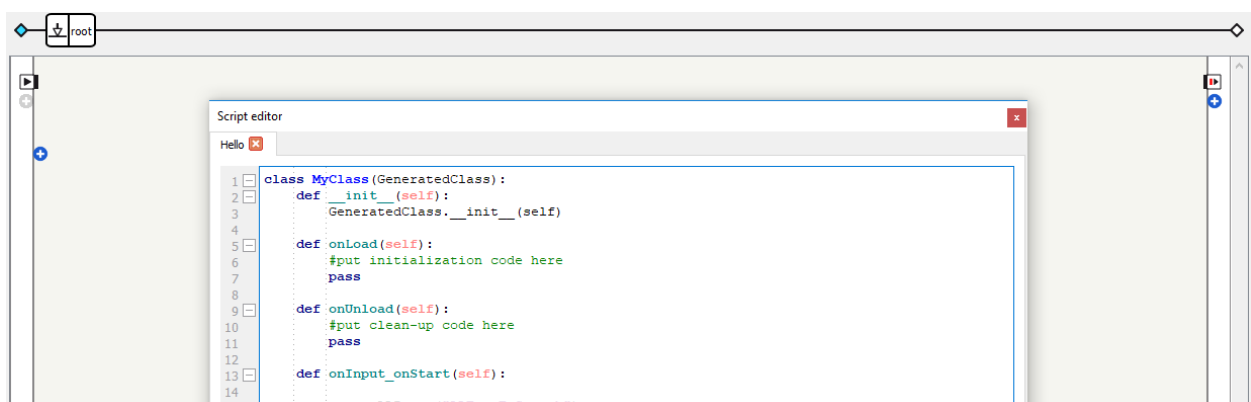 root
Script editor
x
Hello
1 class MyClass(GeneratedClass):
2 def __init__(self):
3 GeneratedClass.__init__(self)
4
5 def onLoad(self):
6 #put initialization code here
7 pass
8
9 def onUnload(self):
10 #put clean-up code here
11 pass
12
13 def onInput_onStart(self):
14